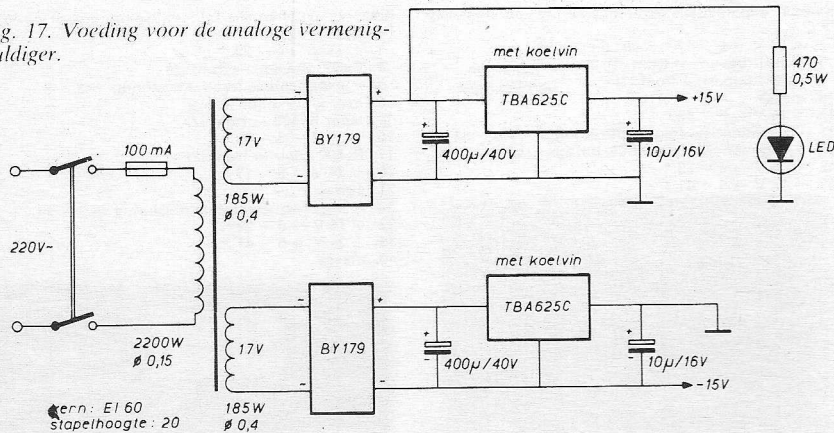 g. 17. Voeding voor de analoge vermenig-
uldiger.
met koelvin
470
0,5W
TBA625C
+15V
BY179
17V
400µ/40V
10µ/16V
LED
100mA
185W
ø 0,4
220V~
met koelvin
TBA625C
BY179
17V
400µ/40V
10µ/16V
2200W
ø 0,15
-15V
185W
ø 0,4
kern: EI 60
stapelhoogte: 20